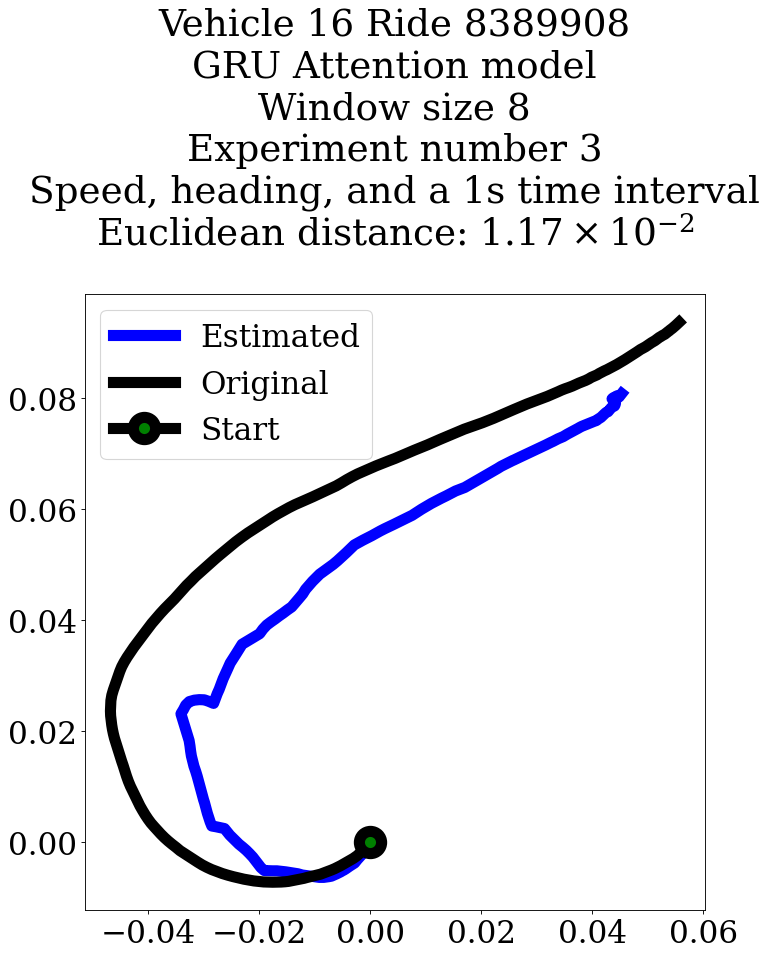 Vehicle 16 Ride 8389908
GRU Attention model
Window size 8
Experiment number 3
Speed, heading, and a 1s time interval
Euclidean distance: 1.17 × 10⁻²
Estimated
Original
Start
0.08
0.06
0.04
0.02
0.00
−0.04 −0.02 0.00 0.02 0.04 0.06